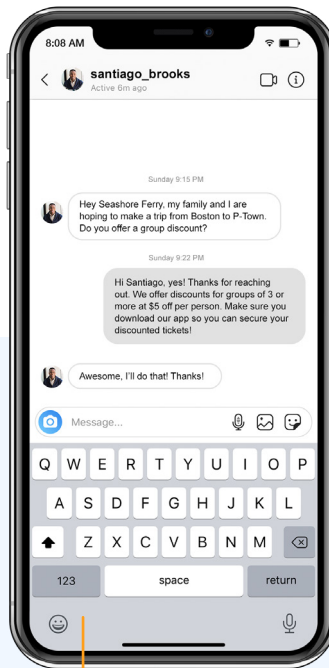 8:08 AM
santiago_brooks
Active 6m ago
Sunday 9:15 PM
Hey Seashore Ferry, my family and I are
hoping to make a trip from Boston to P-Town.
Do you offer a group discount?
Sunday 9:22 PM
Hi Santiago, yes! Thanks for reaching
out. We offer discounts for groups of 3 or
more at $5 off per person. Make sure you
download our app so you can secure your
discounted tickets!
Awesome, I'll do that! Thanks!
Message...
Q W E R T Y U I O P
A S D F G H J K L
Z X C V B N M
123 space return